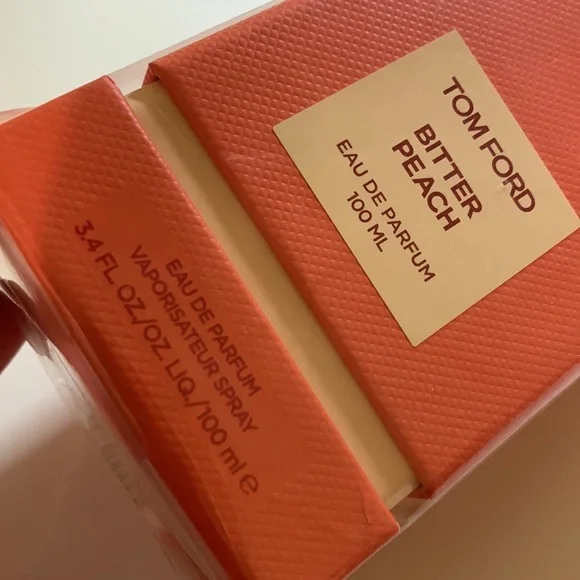 TOM FORD
BITTER
PEACH
EAU DE PARFUM
100 ML
EAU DE PARFUM
VAPORISATEUR SPRAY
3.4 FL OZ./OZ. LIQ./100 ml e